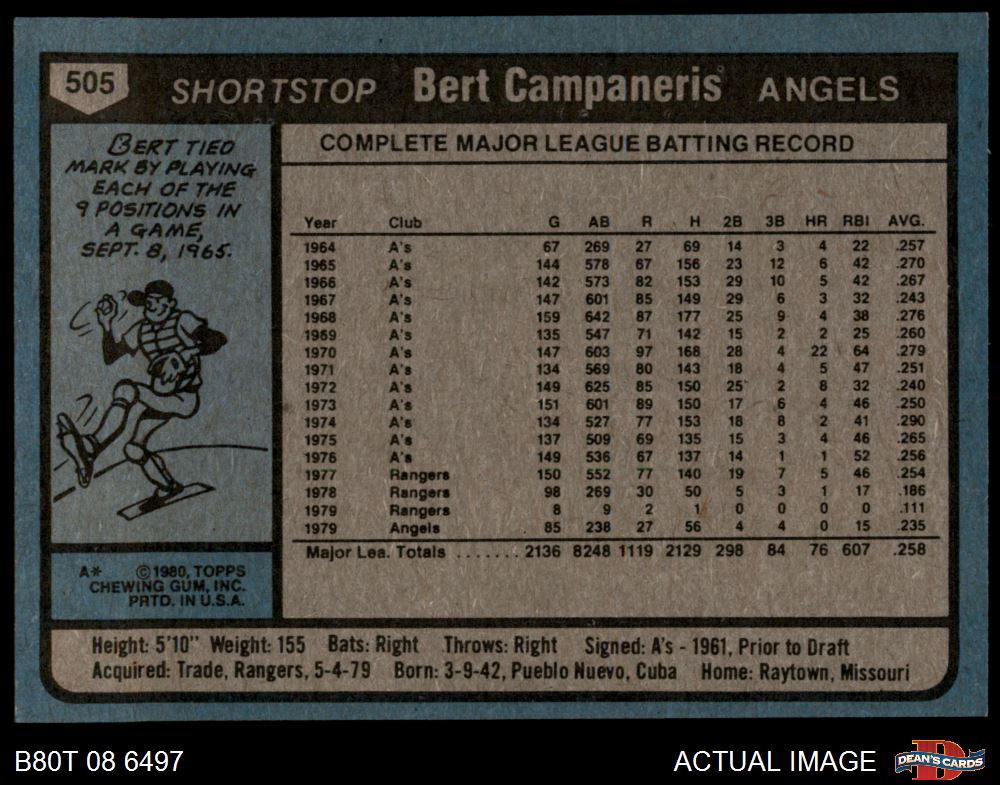 505 SHORTSTOP Bert Campaneris ANGELS
BERT TIED
MARK BY PLAYING
EACH OF THE
9 POSITIONS IN
A GAME,
SEPT. 8, 1965.
COMPLETE MAJOR LEAGUE BATTING RECORD
Year Club G AB R H 2B 3B HR RBI AVG.
1964 A's 67 269 27 69 14 3 4 22 .257
1965 A's 144 578 67 156 23 12 6 42 .270
1966 A's 142 573 82 153 29 10 5 42 .267
1967 A's 147 601 85 149 29 6 3 32 .243
1968 A's 159 642 87 177 25 9 4 38 .276
1969 A's 135 547 71 142 15 2 2 25 .260
1970 A's 147 603 97 168 28 4 22 64 .279
1971 A's 134 569 80 143 18 4 5 47 .251
1972 A's 149 625 85 150 25 2 8 32 .240
1973 A's 151 601 89 150 17 6 4 46 .250
1974 A's 134 527 77 153 18 8 2 41 .290
1975 A's 137 509 69 135 15 3 4 46 .265
1976 A's 149 536 67 137 14 1 1 52 .256
1977 Rangers 150 552 77 140 19 7 5 46 .254
1978 Rangers 98 269 30 50 5 3 1 17 .186
1979 Rangers 8 9 2 1 0 0 0 0 .111
1979 Angels 85 238 27 56 4 4 0 15 .235
Major Lea. Totals ....... 2136 8248 1119 2129 298 84 76 607 .258
A* ©1980, TOPPS
CHEWING GUM, INC.
PRTD. IN U.S.A.
Height: 5'10" Weight: 155 Bats: Right Throws: Right Signed: A's - 1961, Prior to Draft
Acquired: Trade, Rangers, 5-4-79 Born: 3-9-42, Pueblo Nuevo, Cuba Home: Raytown, Missouri
B80T 08 6497 ACTUAL IMAGE DEAN'S CARDS